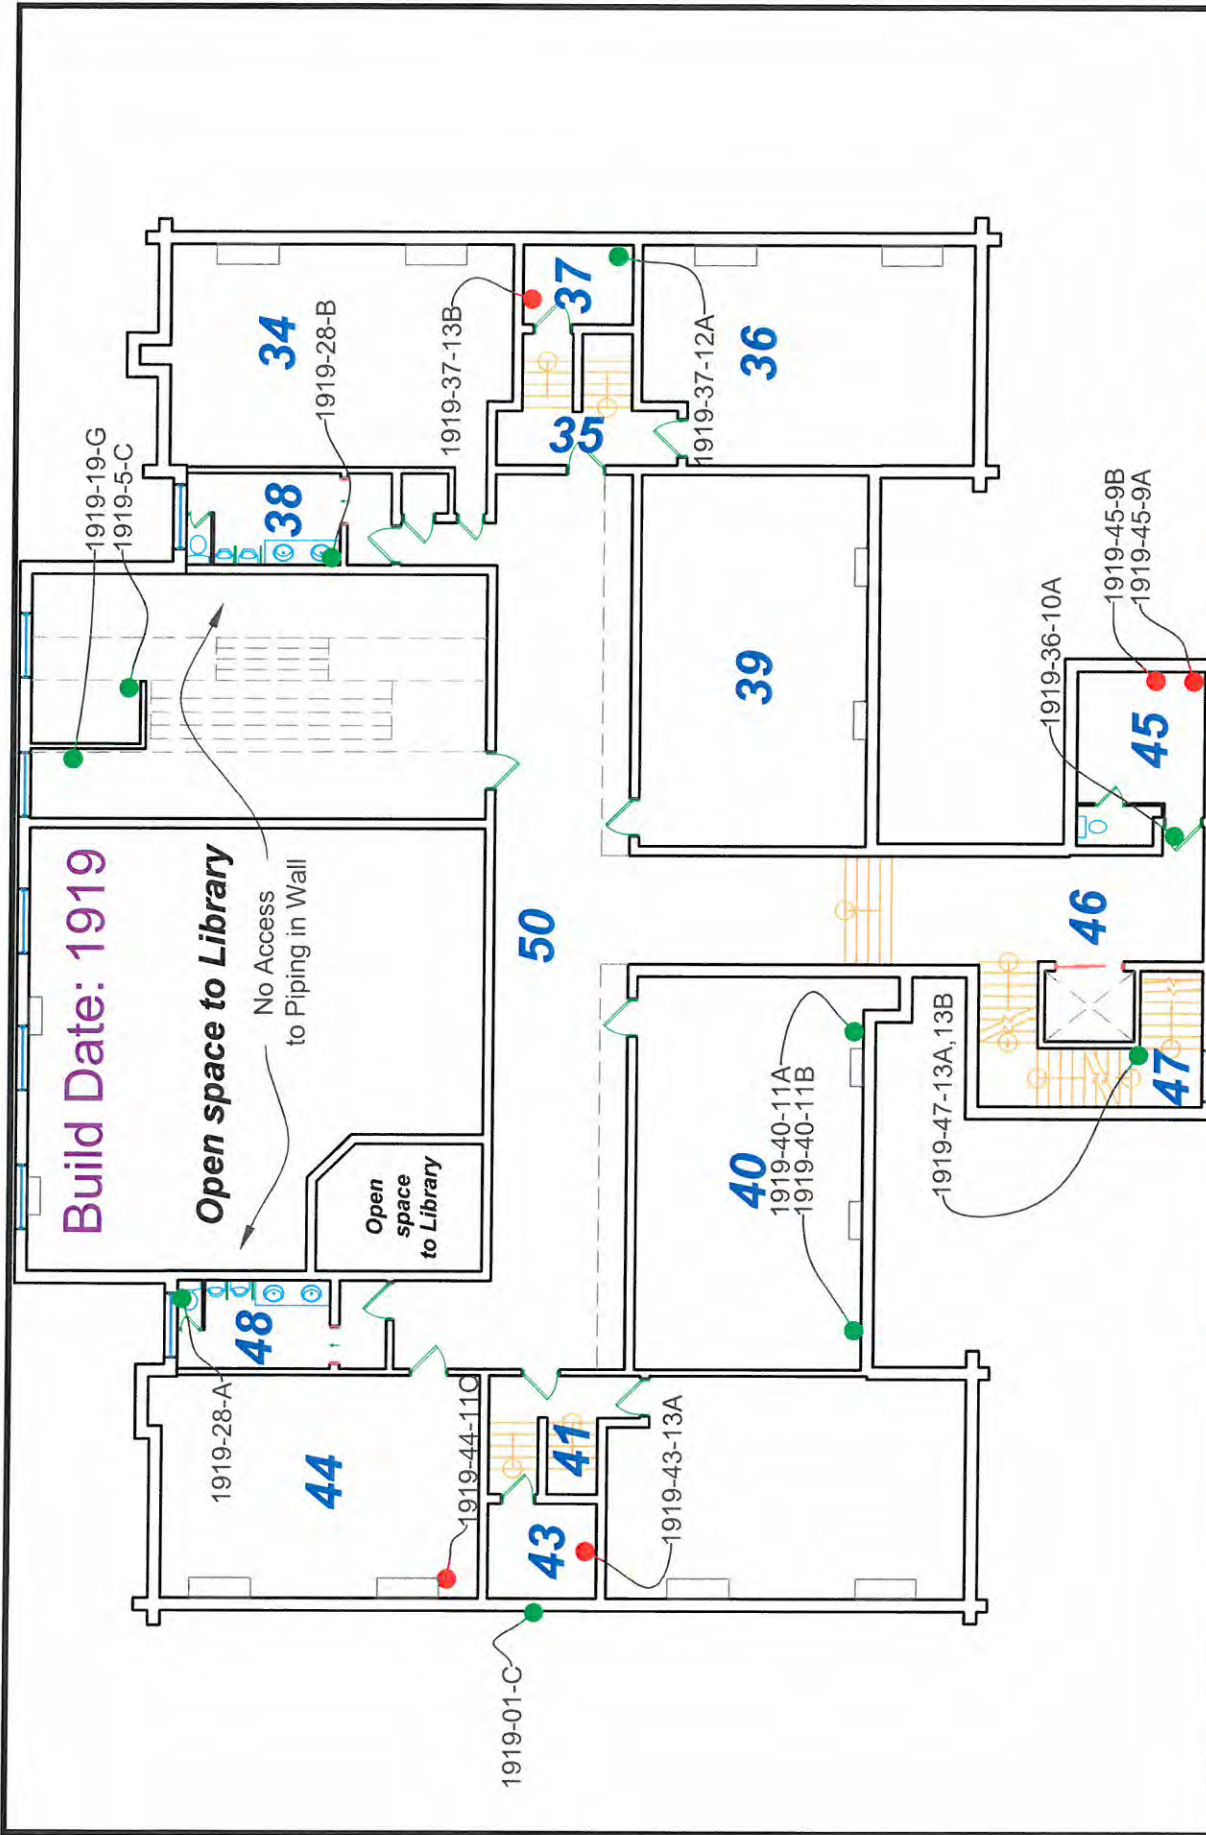 Build Date: 1919
Open space to Library
No Access
to Piping in Wall
Open
space
to Library
1919-19-G
1919-5-C
1919-28-B
1919-28-A
34
38
48
44
1919-37-13B
37
35
1919-37-12A
36
50
39
40
1919-40-11A
1919-40-11B
1919-44-11C
41
43
1919-43-13A
1919-01-C
1919-45-9B
1919-45-9A
1919-36-10A
45
46
47
1919-47-13A,13B